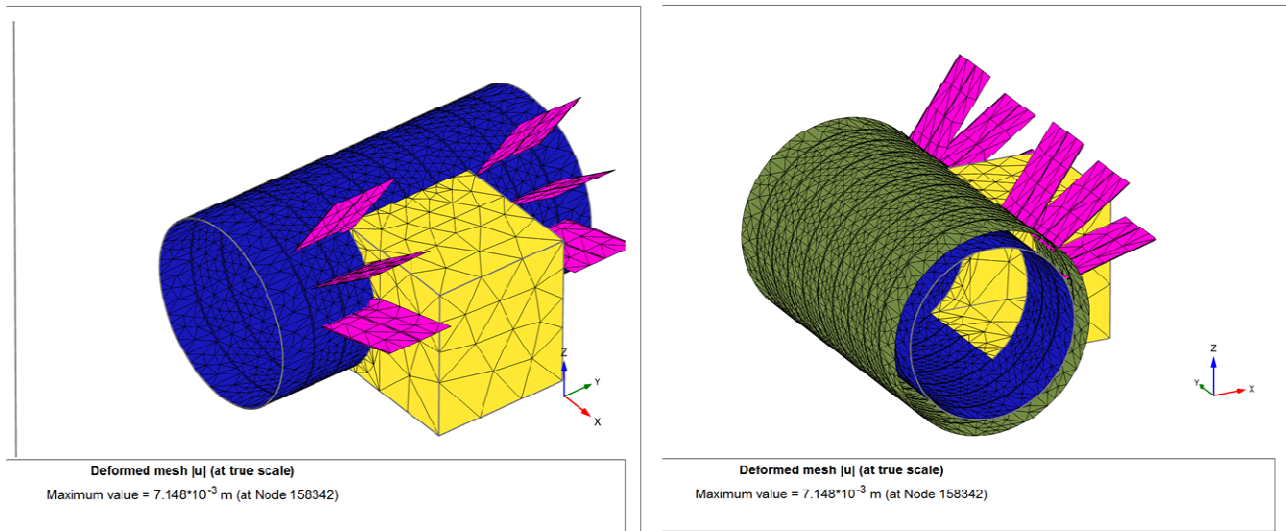 Z
Y
X
Deformed mesh |u| (at true scale)
Maximum value = 7.148*10⁻³ m (at Node 158342)
Z
Y
X
Deformed mesh |u| (at true scale)
Maximum value = 7.148*10⁻³ m (at Node 158342)